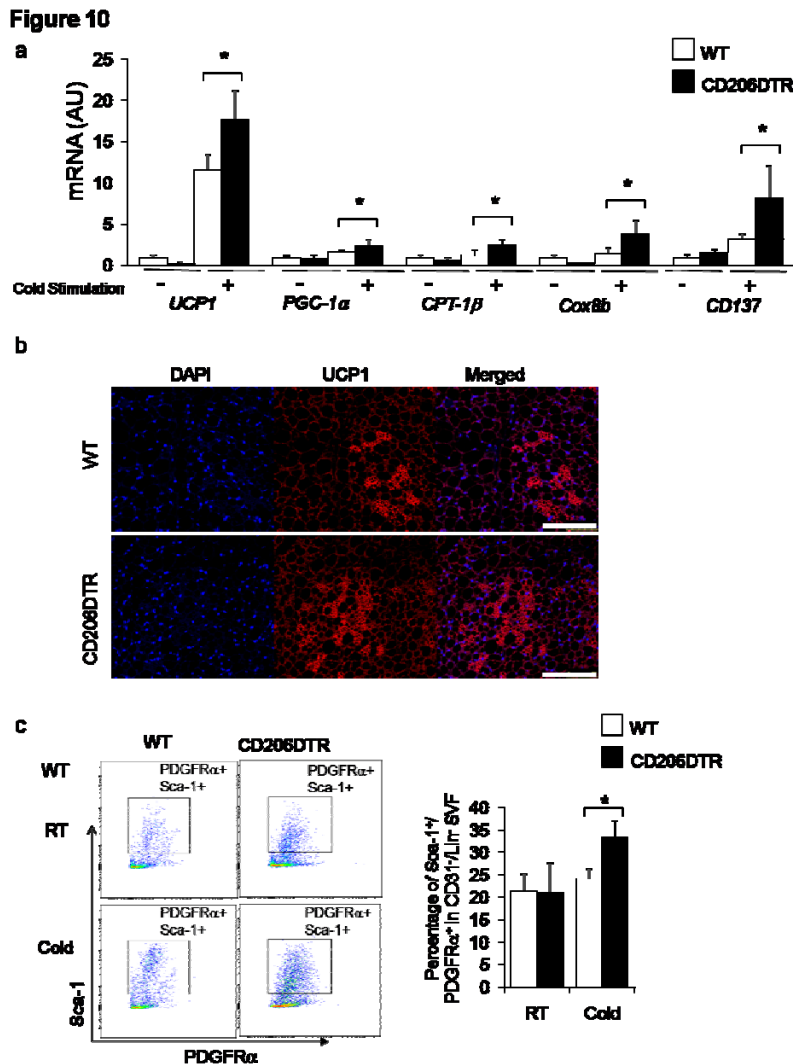 Figure 10
a
WT
CD206DTR
mRNA (AU)
25
20
15
10
5
0
* * * * *
Cold Stimulation - + - + - + - + - +
UCP1 PGC-1α CPT-1β Cox8b CD137
b
DAPI UCP1 Merged
WT
CD206DTR
c
WT CD206DTR
WT
RT
Cold
PDGFRα+
Sca-1+
PDGFRα+
Sca-1+
PDGFRα+
Sca-1+
PDGFRα+
Sca-1+
Sca-1
PDGFRα
WT
CD206DTR
Percentage of Sca-1+/
PDGFRα+ in CD31-/Lin- SVF
40
35
30
25
20
15
10
5
0
*
RT Cold